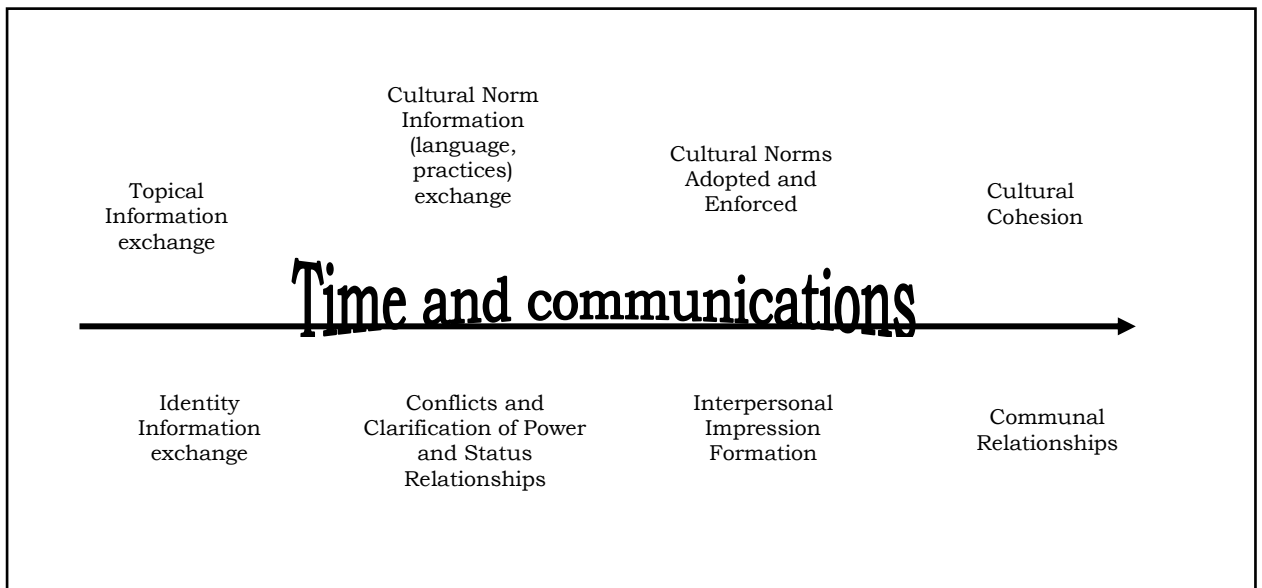 Cultural Norm
Information
(language,
practices)
exchange
Cultural Norms
Adopted and
Enforced
Topical
Information
exchange
Cultural
Cohesion
Time and communications
Identity
Information
exchange
Conflicts and
Clarification of Power
and Status
Relationships
Interpersonal
Impression
Formation
Communal
Relationships